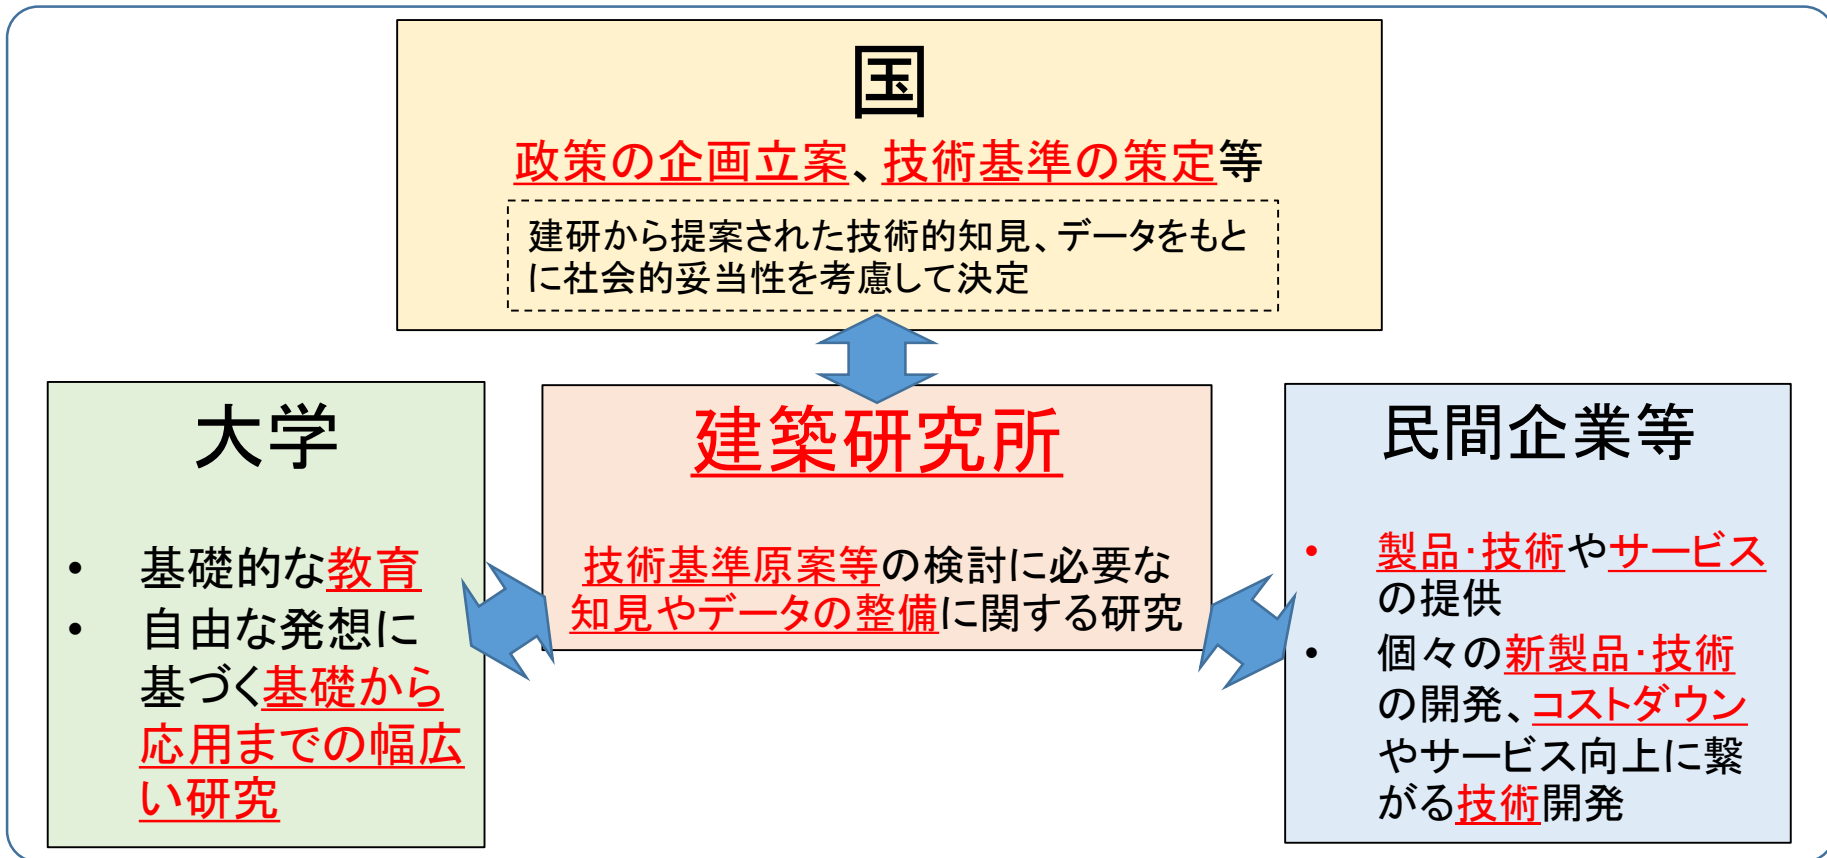 国
政策の企画立案、技術基準の策定等
建研から提案された技術的知見、データをもと
に社会的妥当性を考慮して決定
大学
• 基礎的な教育
• 自由な発想に
基づく基礎から
応用までの幅広
い研究
建築研究所
技術基準原案等の検討に必要な
知見やデータの整備に関する研究
民間企業等
• 製品・技術やサービス
の提供
• 個々の新製品・技術
の開発、コストダウン
やサービス向上に繋
がる技術開発